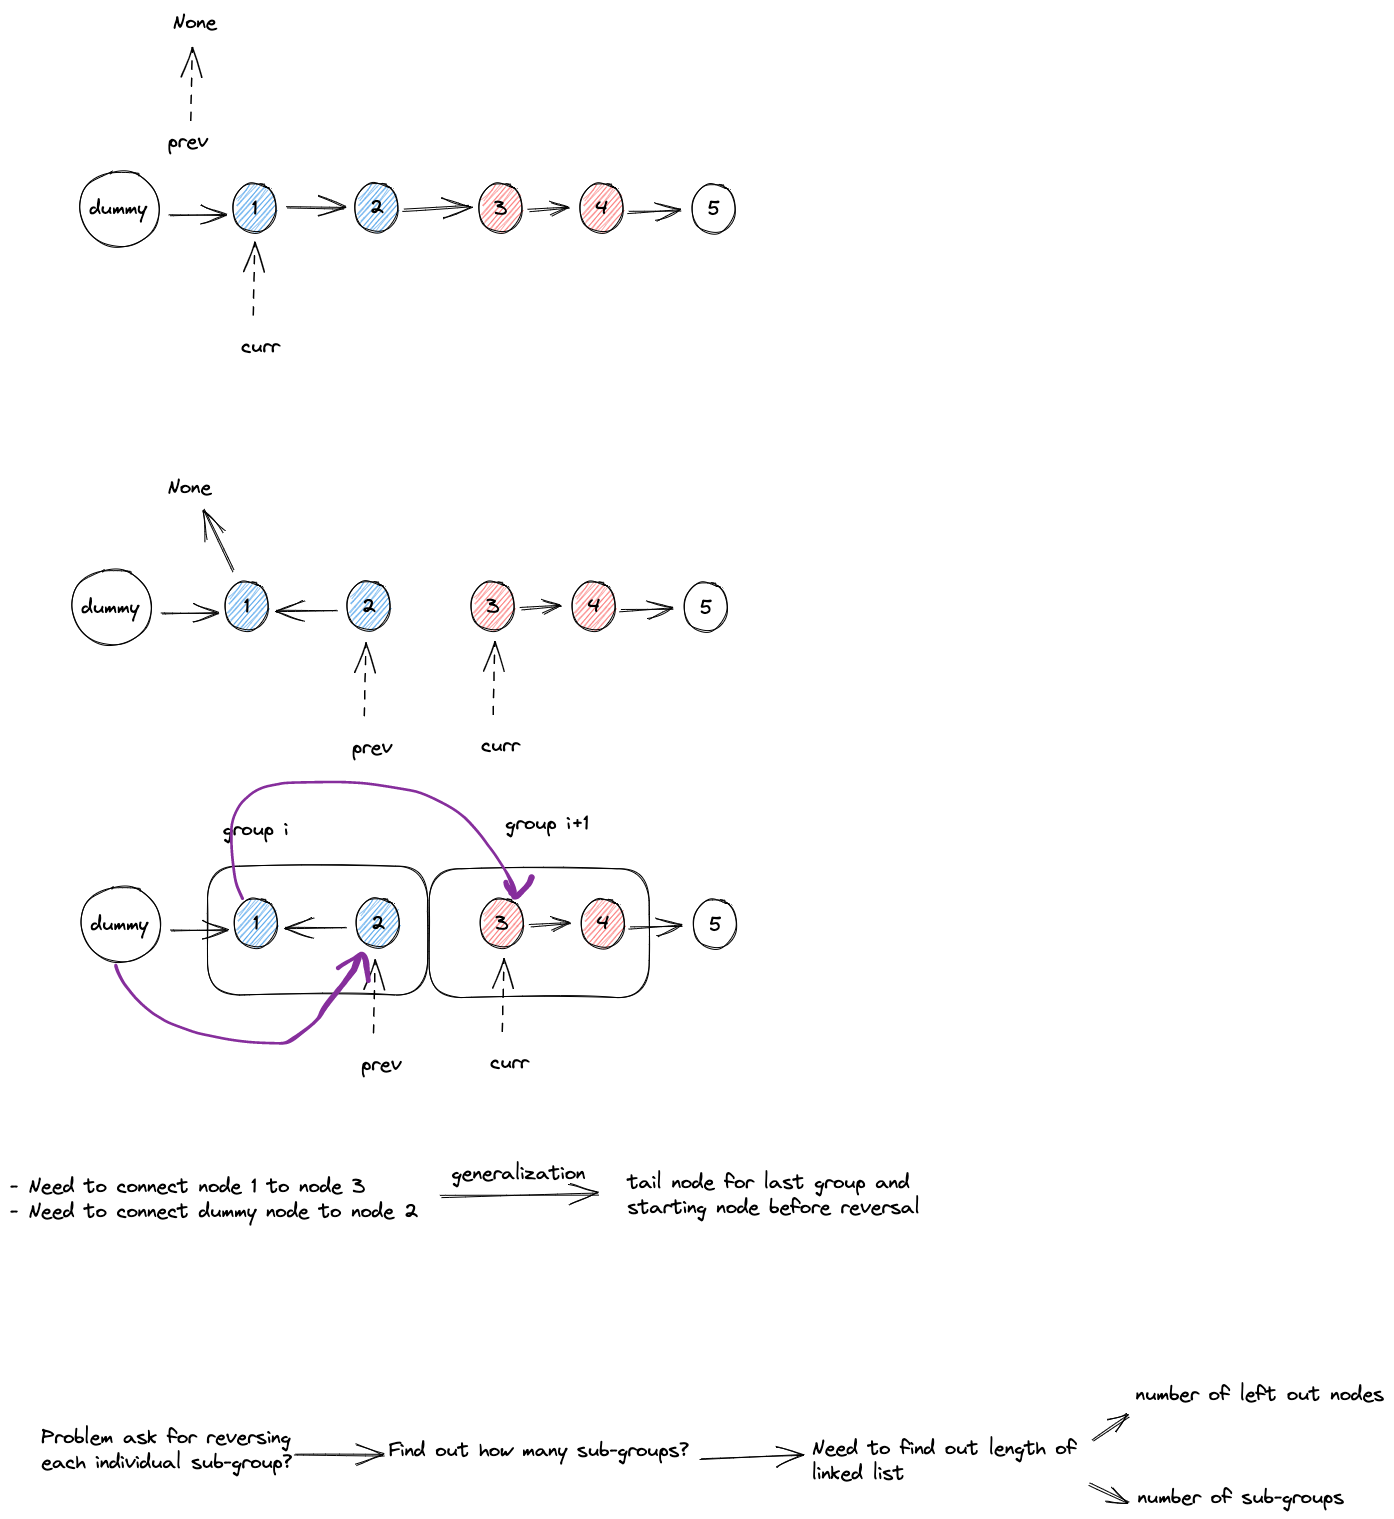 None
prev
dummy 1 2 3 4 5
curr
None
dummy 1 2 3 4 5
prev curr
group i group i+1
dummy 1 2 3 4 5
prev curr
- Need to connect node 1 to node 3
- Need to connect dummy node to node 2
generalization
tail node for last group and
starting node before reversal
Problem ask for reversing
each individual sub-group?
Find out how many sub-groups?
Need to find out length of
linked list
number of left out nodes
number of sub-groups